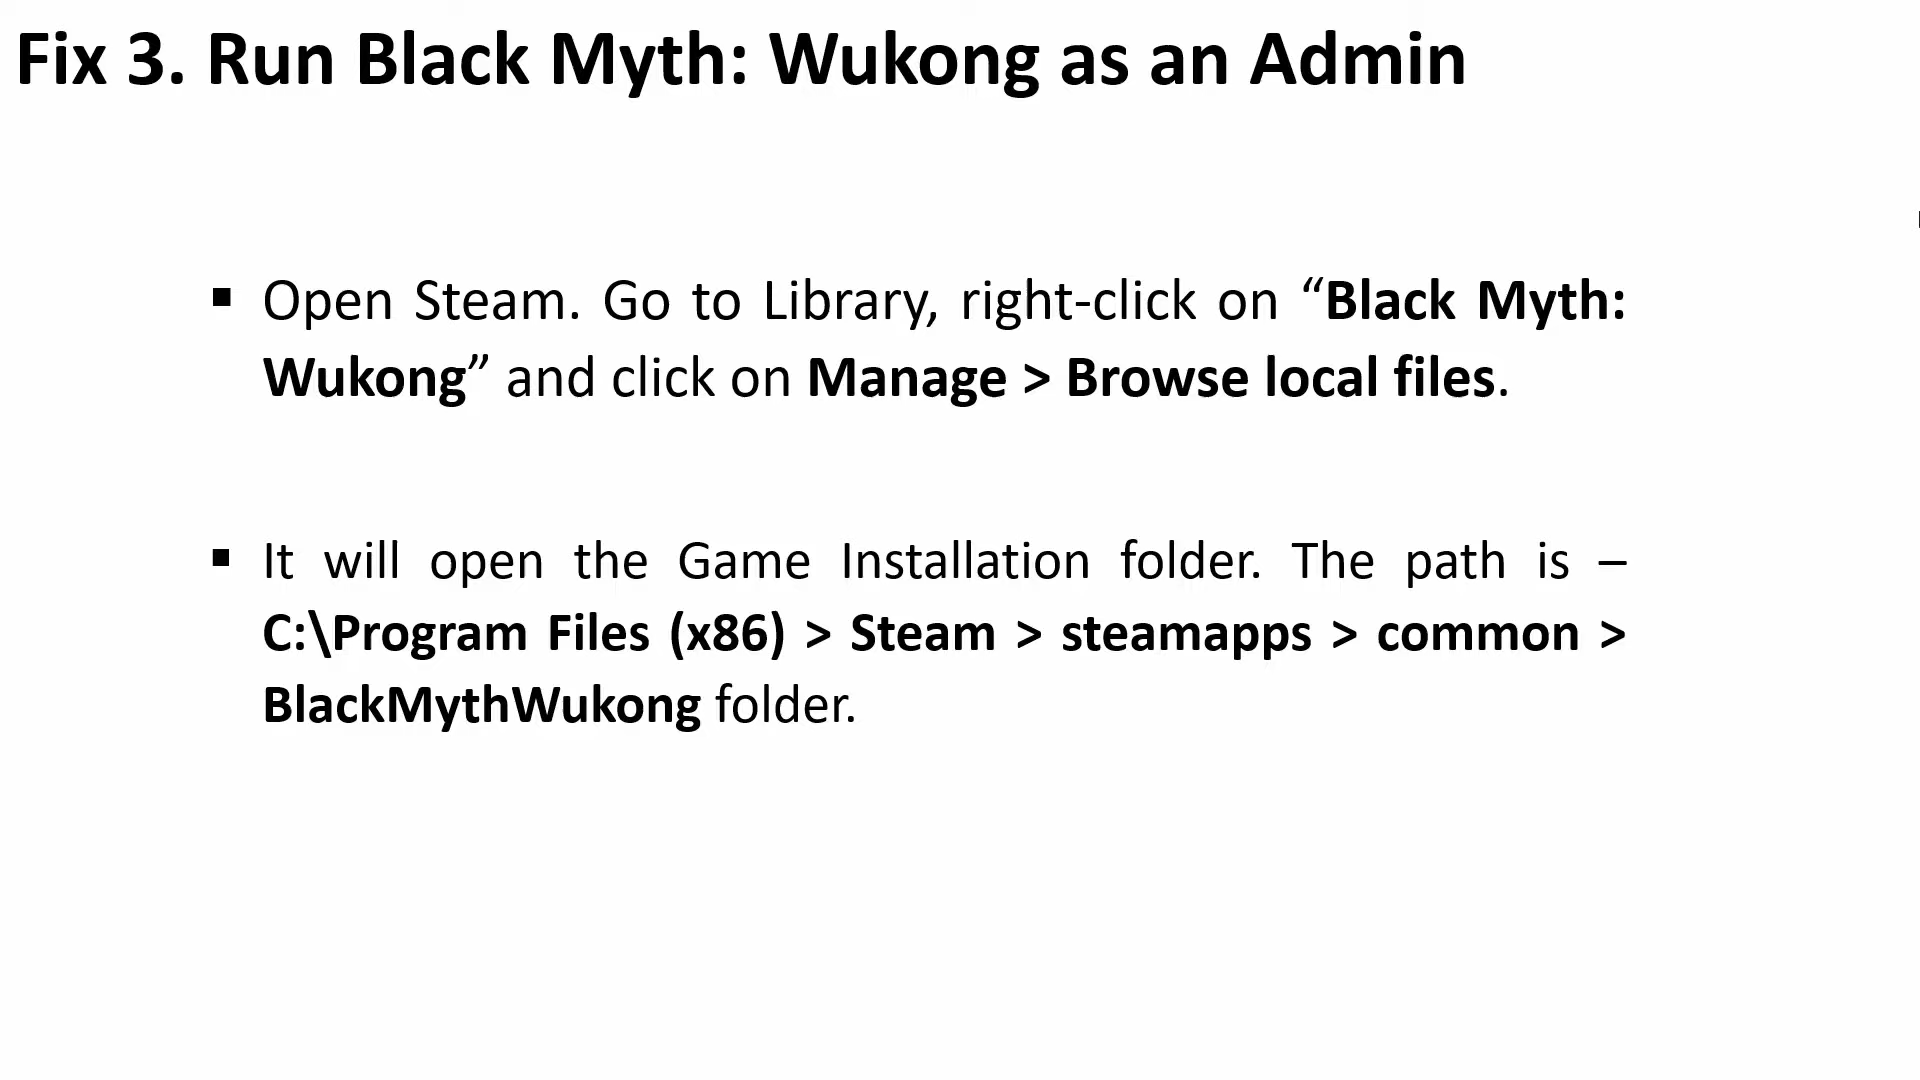 Fix 3. Run Black Myth: Wukong as an Admin
▪ Open Steam. Go to Library, right-click on “Black Myth:
Wukong” and click on Manage > Browse local files.
▪ It will open the Game Installation folder. The path is –
C:\Program Files (x86) > Steam > steamapps > common >
BlackMythWukong folder.